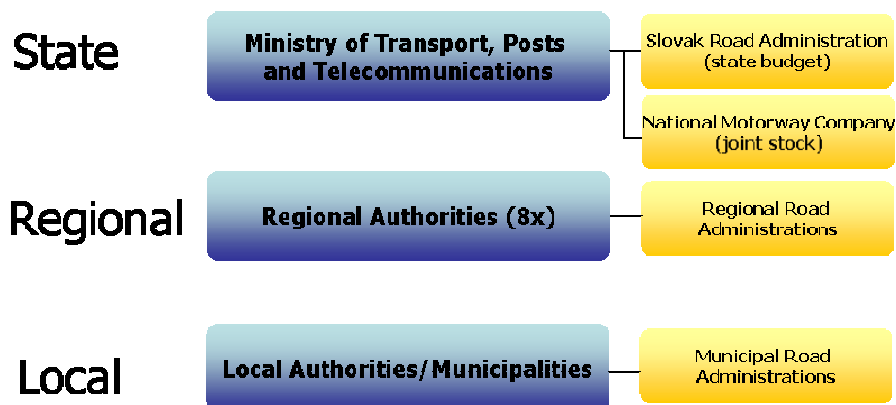 State
Ministry of Transport, Posts
and Telecommunications
Slovak Road Administration
(state budget)
National Motorway Company
(joint stock)
Regional
Regional Authorities (8x)
Regional Road
Administrations
Local
Local Authorities/Municipalities
Municipal Road
Administrations